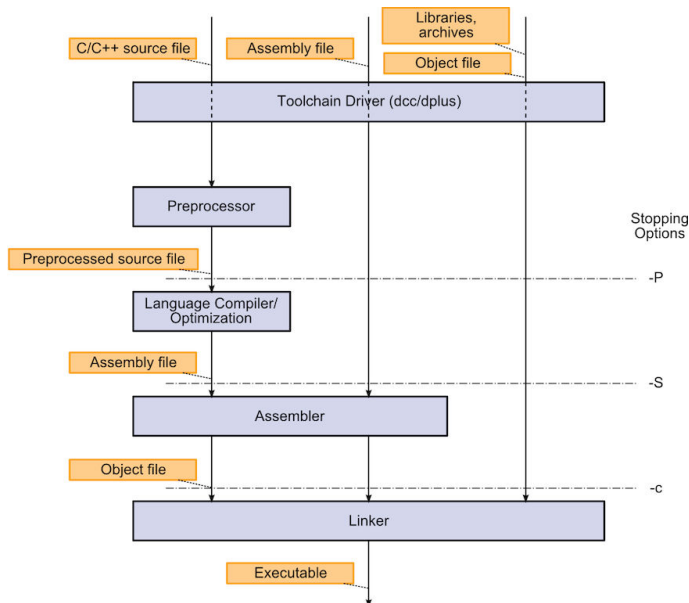 Libraries,
archives
C/C++ source file
Assembly file
Object file
Toolchain Driver (dcc/dplus)
Preprocessor
Stopping
Options
Preprocessed source file
-P
Language Compiler/
Optimization
Assembly file
-S
Assembler
Object file
-c
Linker
Executable